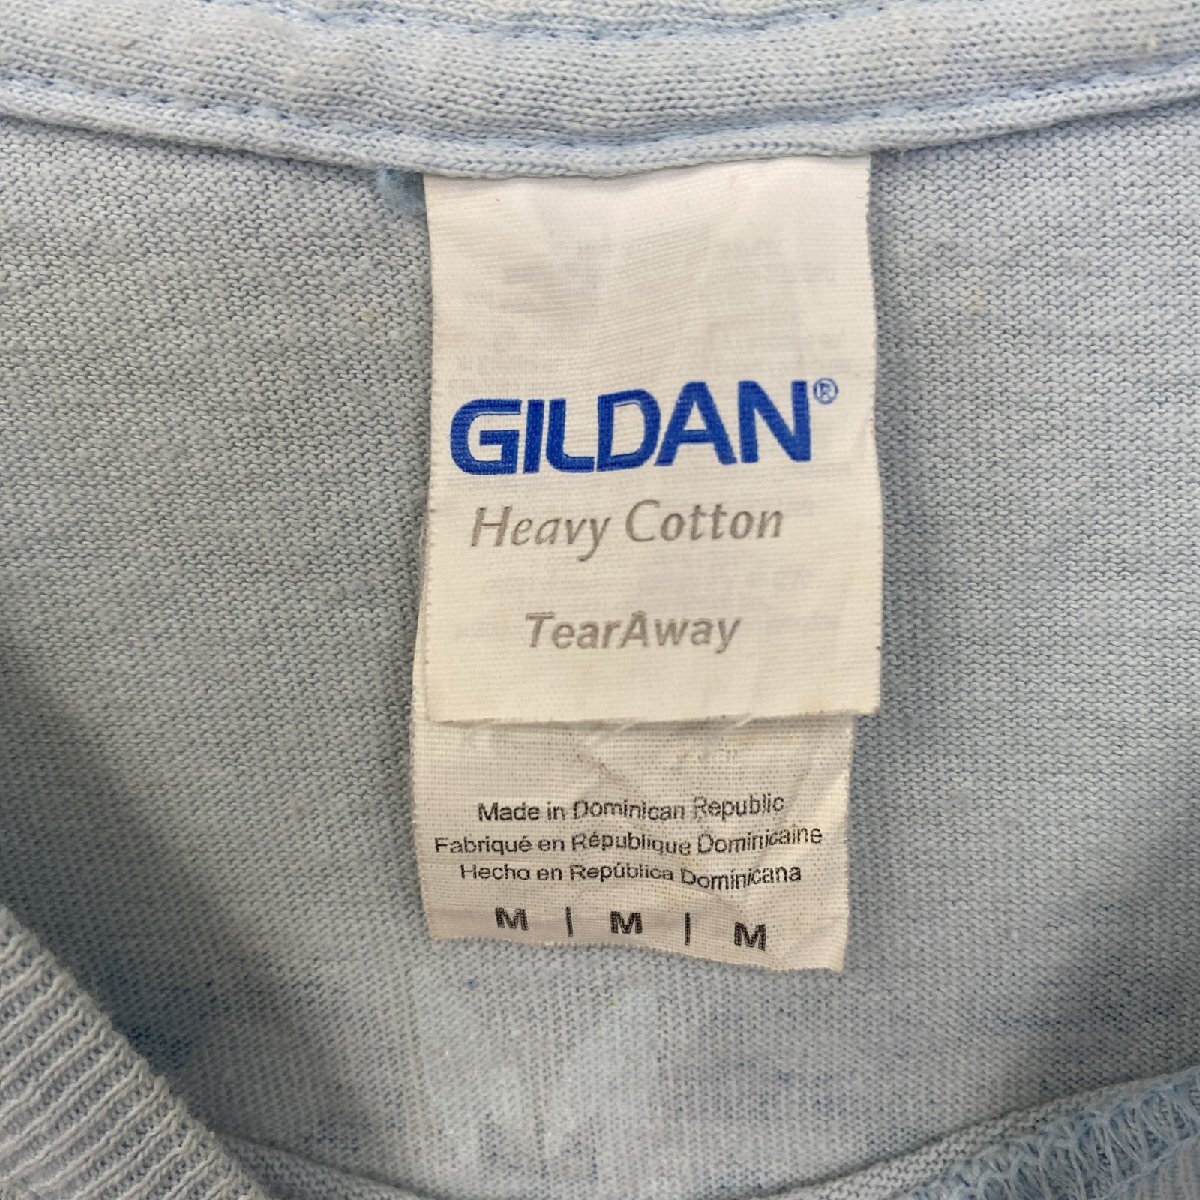 GILDAN®
Heavy Cotton
TearAway
Made in Dominican Republic
Fabriqué en République Dominicaine
Hecho en República Dominicana
M | M | M